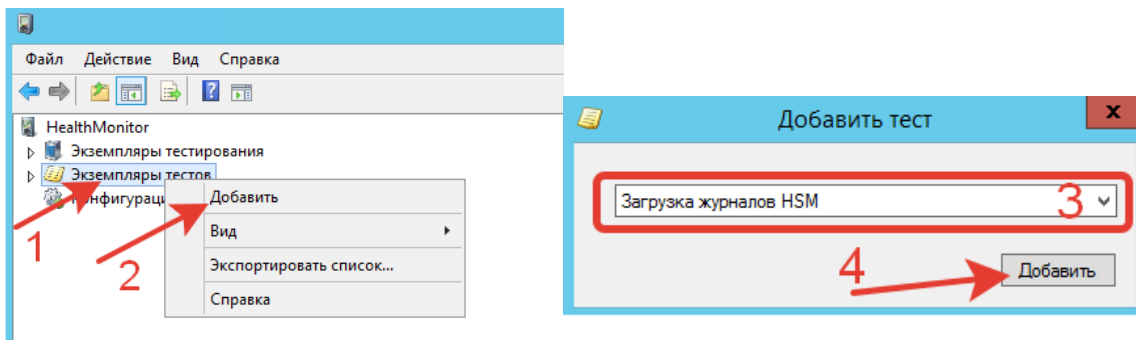 Файл Действие Вид Справка
HealthMonitor
Экземпляры тестирования
Экземпляры тестов
Конфигураци
Добавить
Вид
Экспортировать список...
Справка
1
2
Добавить тест
x
Загрузка журналов HSM
3
4
Добавить